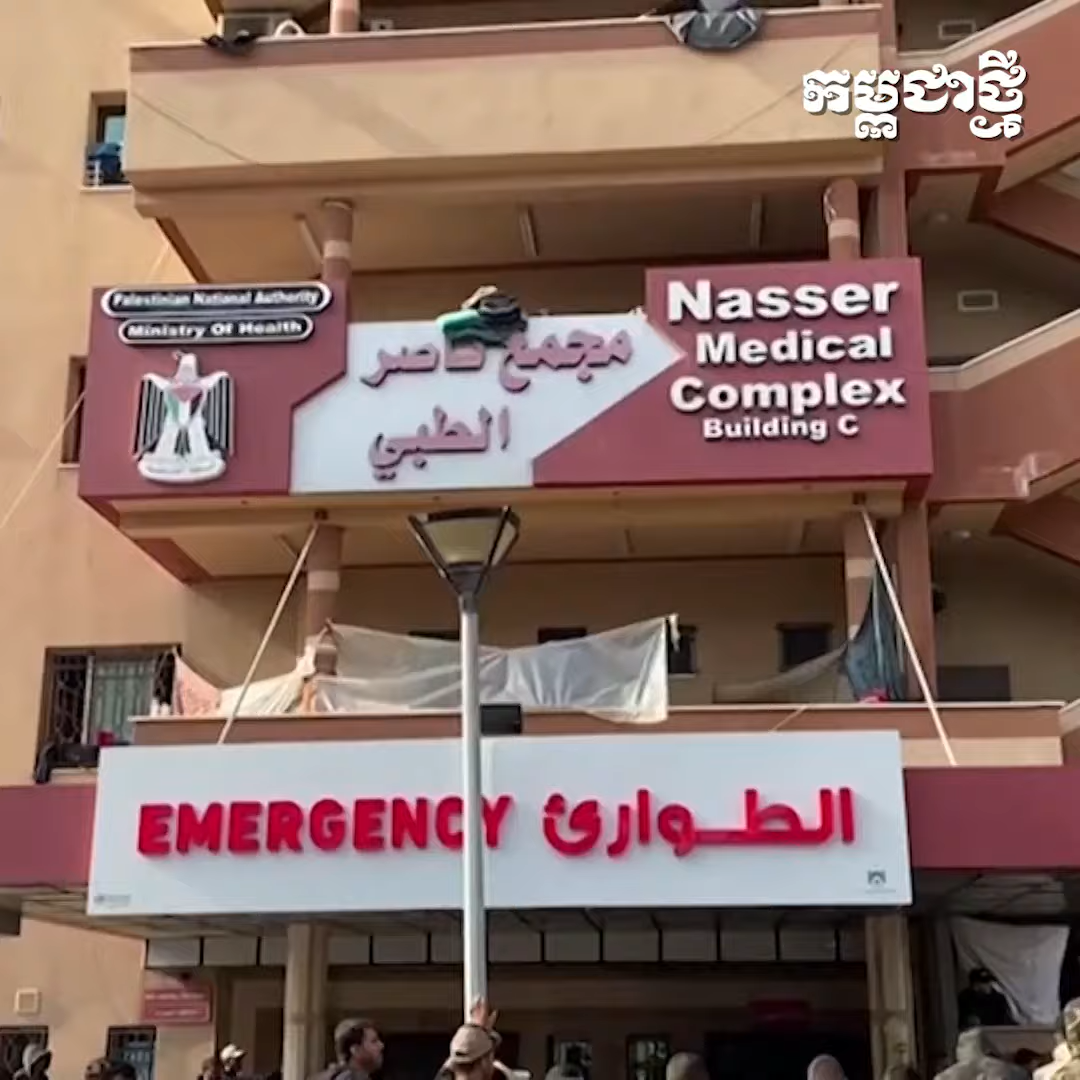 កម្ពុជាថ្មី
Palestinian National Authority
Ministry Of Health
مجمع ناصر
الطبي
Nasser
Medical
Complex
Building C
EMERGENCY الطوارئ